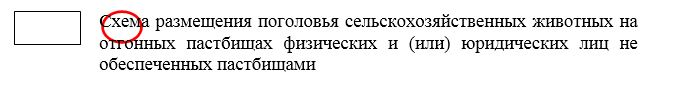 Схема размещения поголовья сельскохозяйственных животных на
отгонных пастбищах физических и (или) юридических лиц не
обеспеченных пастбищами